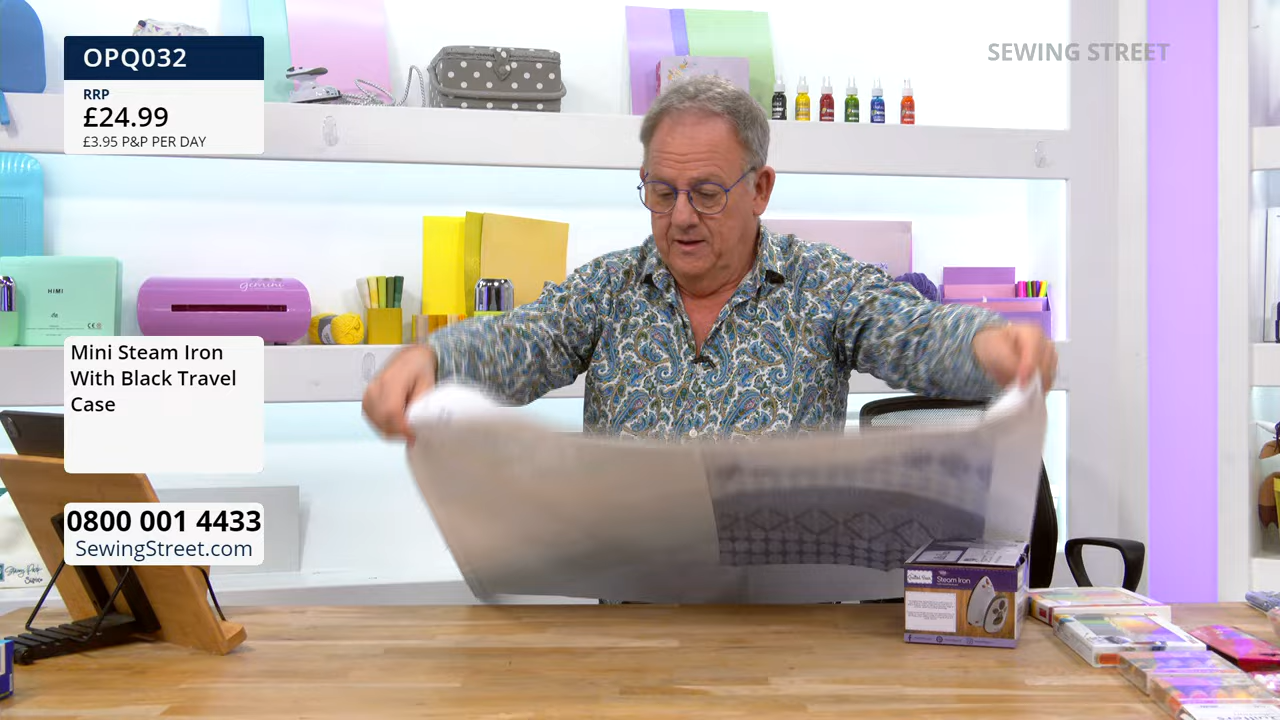 OPQ032
RRP
£24.99
£3.95 P&P PER DAY
SEWING STREET
HIMI
gemini
Mini Steam Iron
With Black Travel
Case
0800 001 4433
SewingStreet.com
Steam Iron